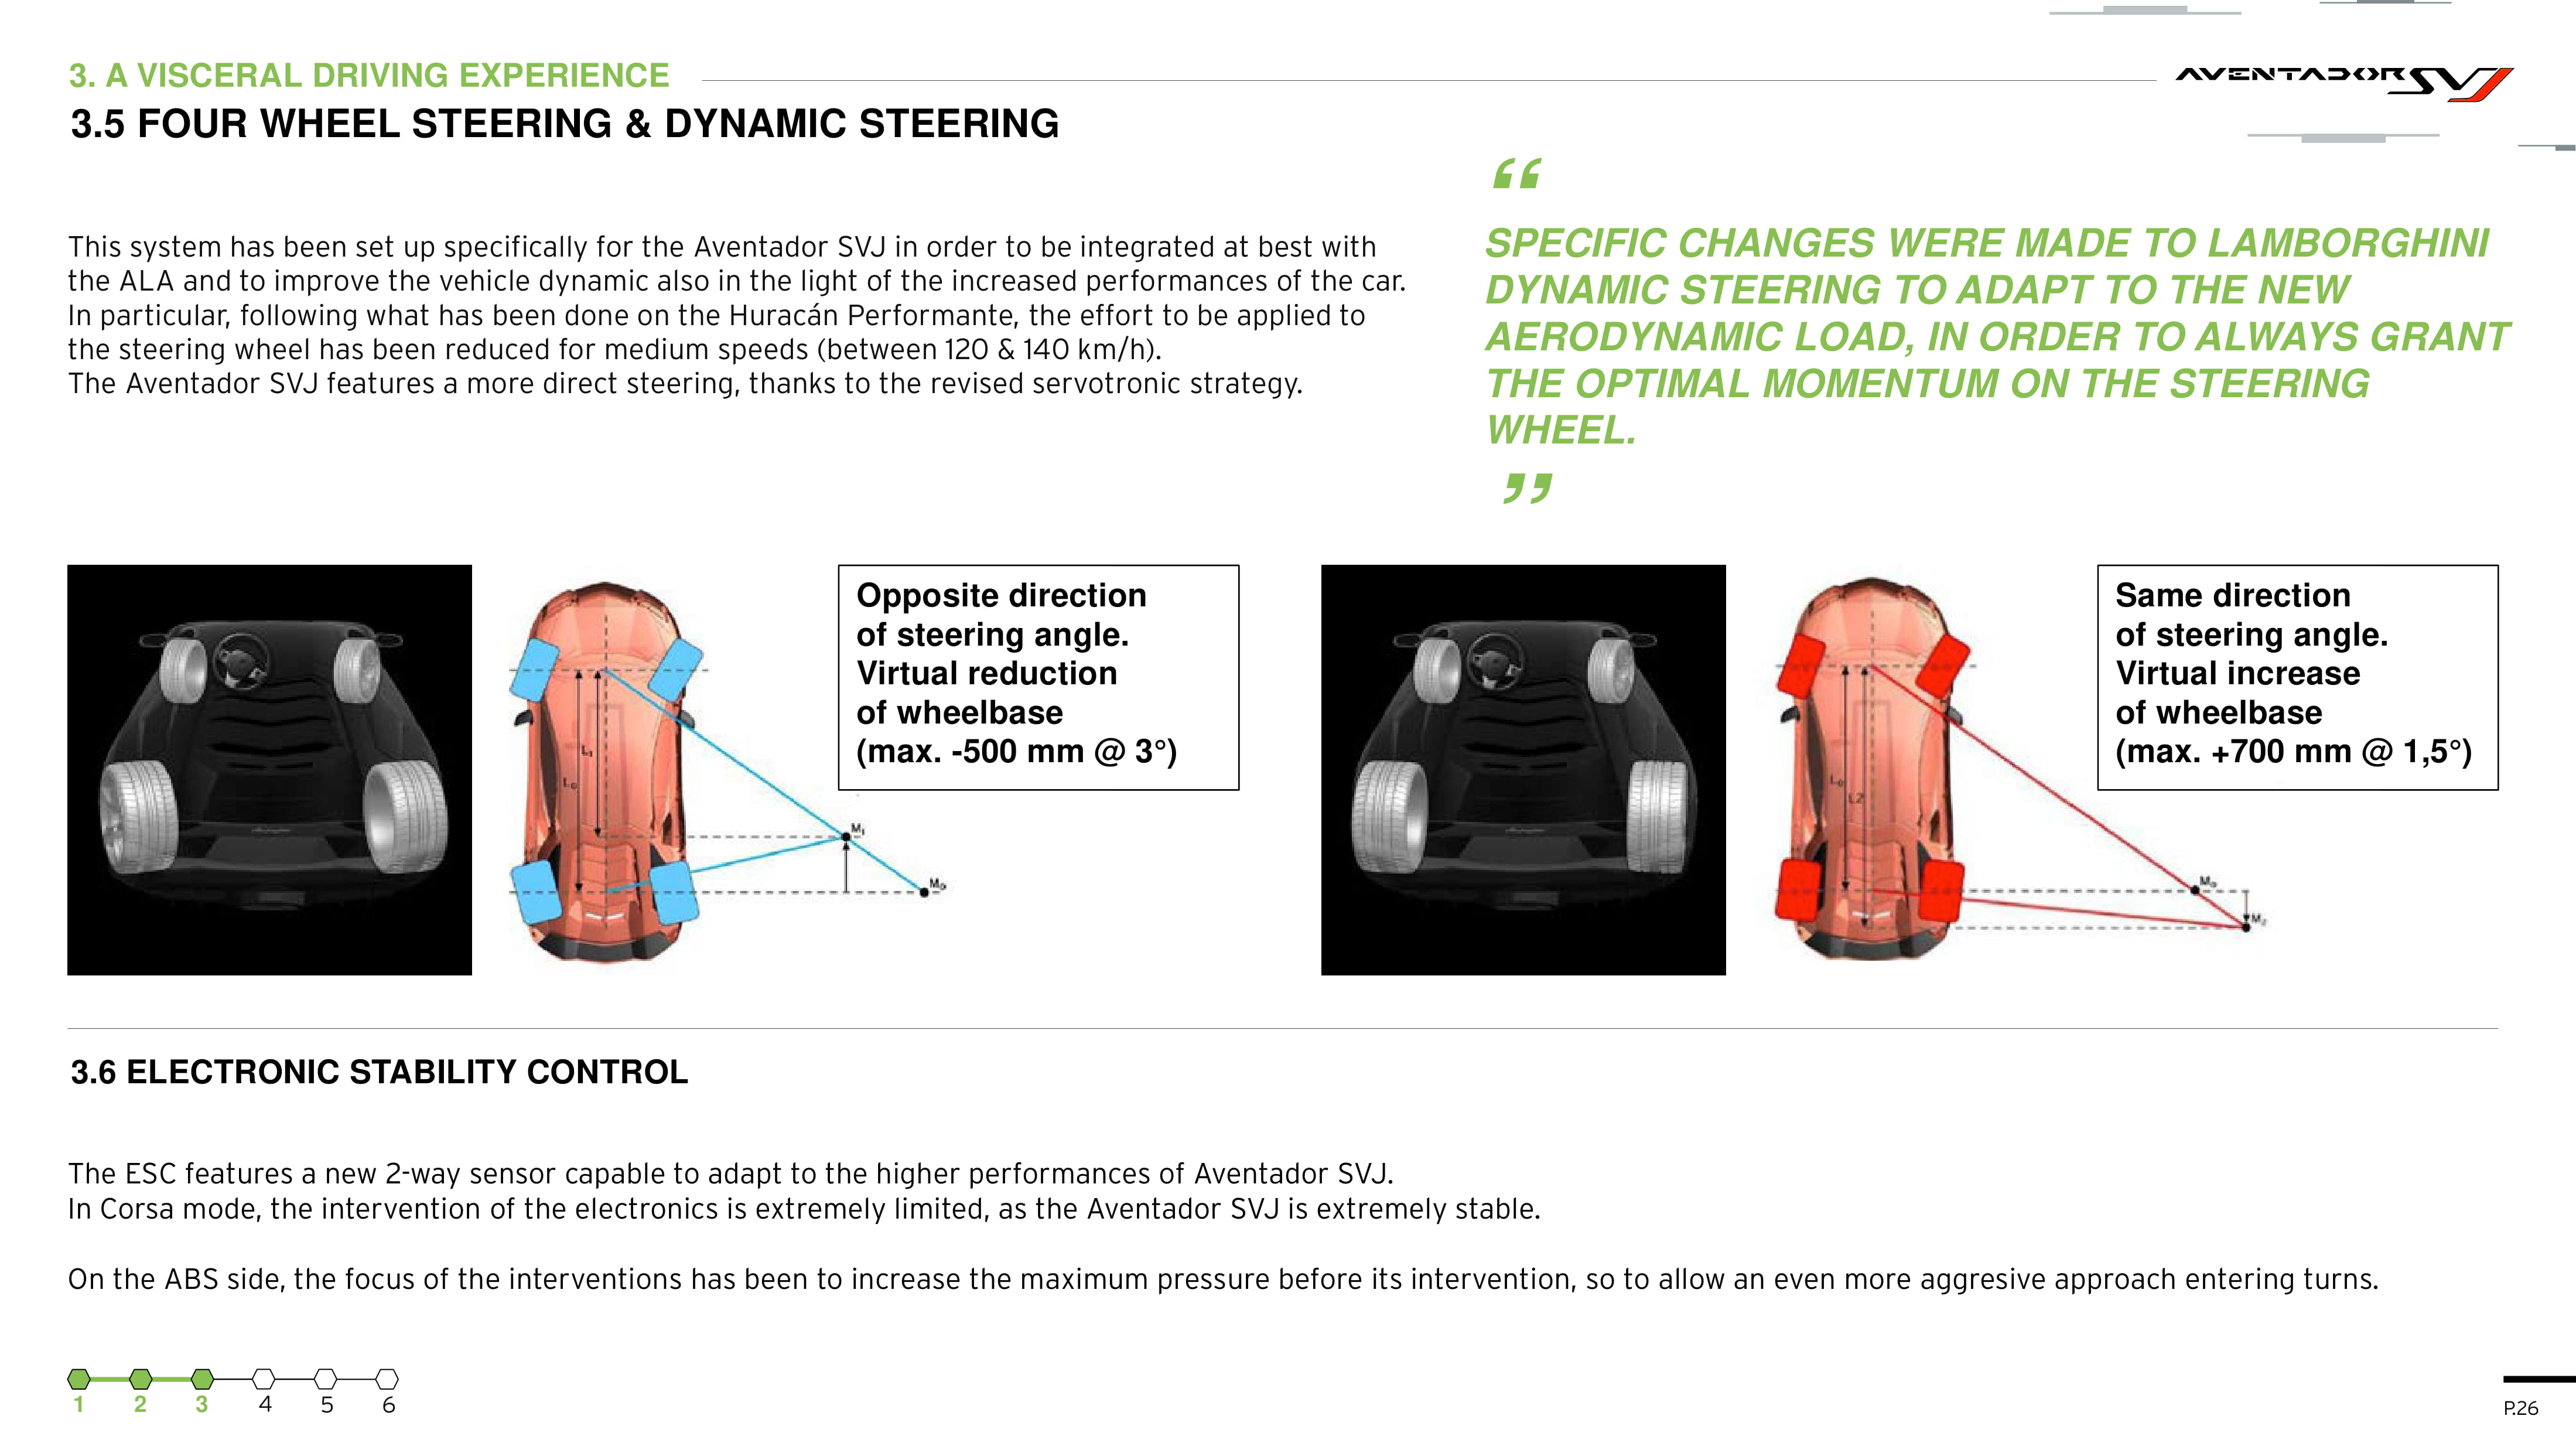 3. A VISCERAL DRIVING EXPERIENCE
AVENTADOR SVJ
3.5 FOUR WHEEL STEERING & DYNAMIC STEERING
This system has been set up specifically for the Aventador SVJ in order to be integrated at best with
the ALA and to improve the vehicle dynamic also in the light of the increased performances of the car.
In particular, following what has been done on the Huracán Performante, the effort to be applied to
the steering wheel has been reduced for medium speeds (between 120 & 140 km/h).
The Aventador SVJ features a more direct steering, thanks to the revised servotronic strategy.
“
SPECIFIC CHANGES WERE MADE TO LAMBORGHINI
DYNAMIC STEERING TO ADAPT TO THE NEW
AERODYNAMIC LOAD, IN ORDER TO ALWAYS GRANT
THE OPTIMAL MOMENTUM ON THE STEERING
WHEEL.
”
Opposite direction
of steering angle.
Virtual reduction
of wheelbase
(max. -500 mm @ 3°)
L₁
L₀
M₁
M₀
Same direction
of steering angle.
Virtual increase
of wheelbase
(max. +700 mm @ 1,5°)
L₀
L2
M₀
M₂
3.6 ELECTRONIC STABILITY CONTROL
The ESC features a new 2-way sensor capable to adapt to the higher performances of Aventador SVJ.
In Corsa mode, the intervention of the electronics is extremely limited, as the Aventador SVJ is extremely stable.
On the ABS side, the focus of the interventions has been to increase the maximum pressure before its intervention, so to allow an even more aggresive approach entering turns.
1 2 3 4 5 6
P.26